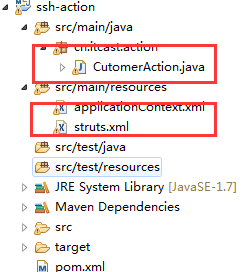 ssh-action
src/main/java
cn.itcast.action
CutomerAction.java
src/main/resources
applicationContext.xml
struts.xml
src/test/java
src/test/resources
JRE System Library [JavaSE-1.7]
Maven Dependencies
src
target
pom.xml